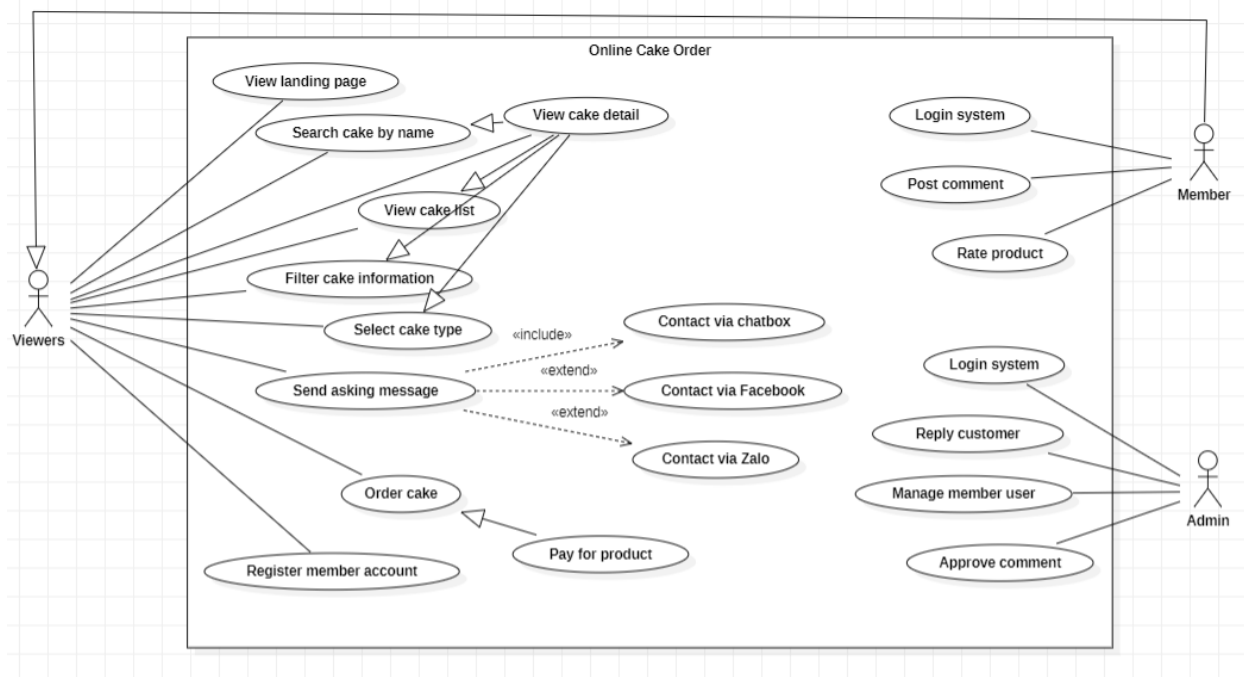 Online Cake Order
View landing page
Search cake by name
View cake detail
View cake list
Filter cake information
Select cake type
Send asking message
Order cake
Pay for product
Register member account
«include»
«extend»
«extend»
Contact via chatbox
Contact via Facebook
Contact via Zalo
Login system
Post comment
Rate product
Login system
Reply customer
Manage member user
Approve comment
Viewers
Member
Admin